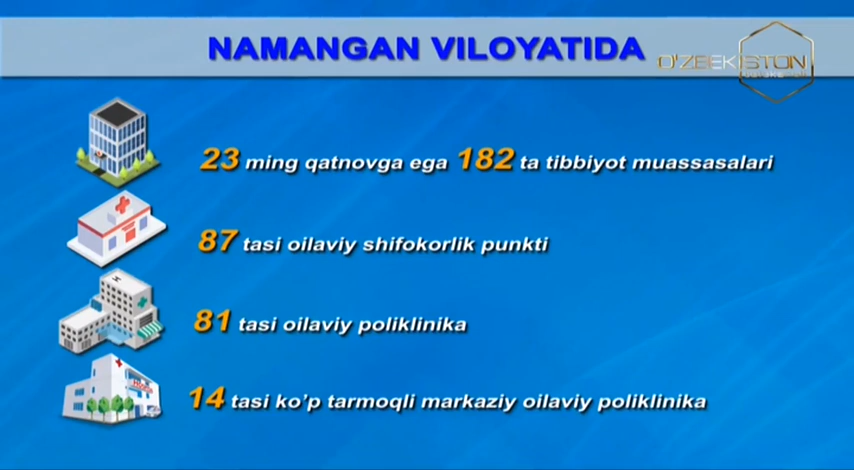 NAMANGAN VILOYATIDA
O'ZBEKISTON
23 ming qatnovga ega 182 ta tibbiyot muassasalari
87 tasi oilaviy shifokorlik punkti
81 tasi oilaviy poliklinika
14 tasi ko'p tarmoqli markaziy oilaviy poliklinika